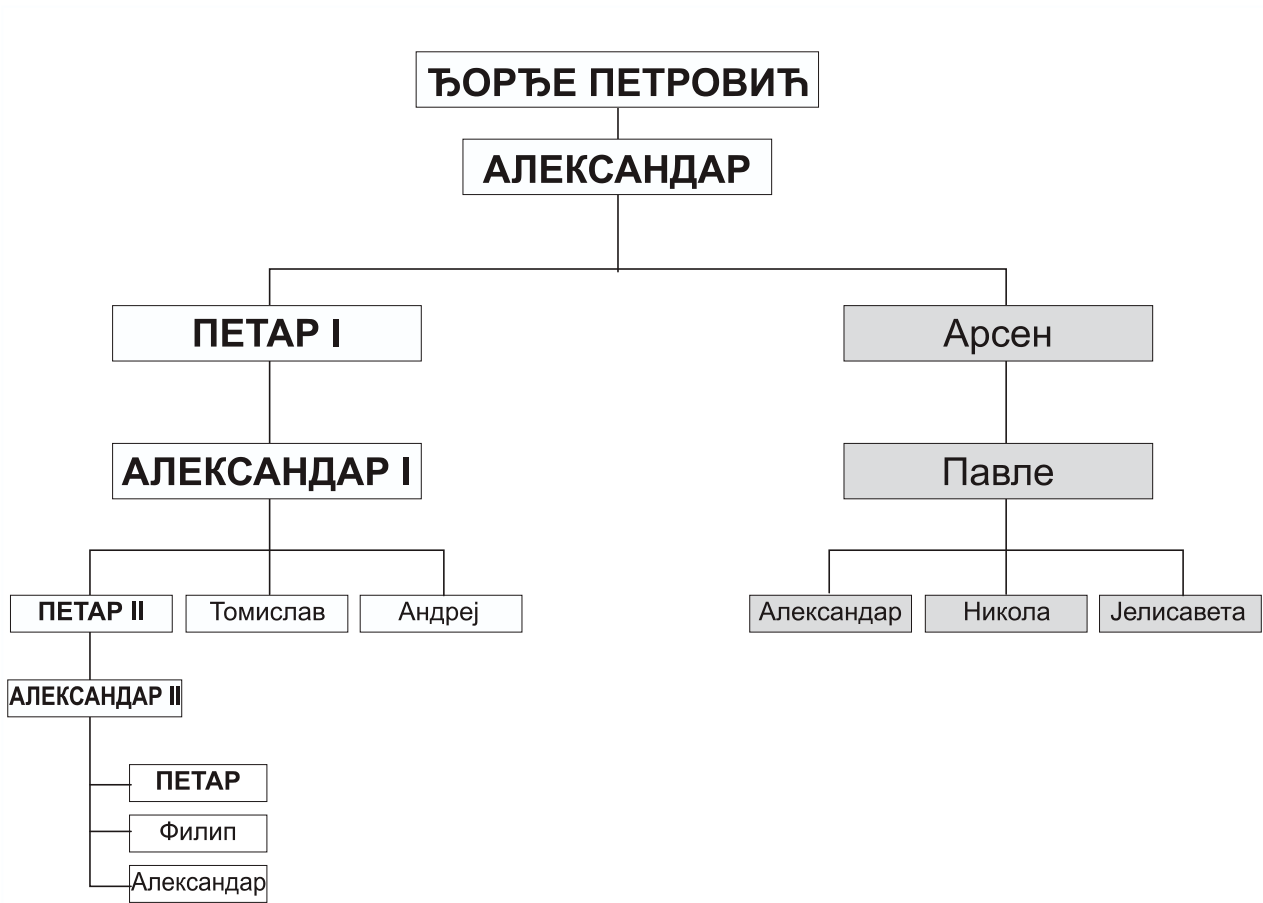 ЂОРЂЕ ПЕТРОВИЋ
АЛЕКСАНДАР
ПЕТАР I
Арсен
АЛЕКСАНДАР I
Павле
ПЕТАР II
Томислав
Андреј
Александар
Никола
Јелисавета
АЛЕКСАНДАР II
ПЕТАР
Филип
Александар